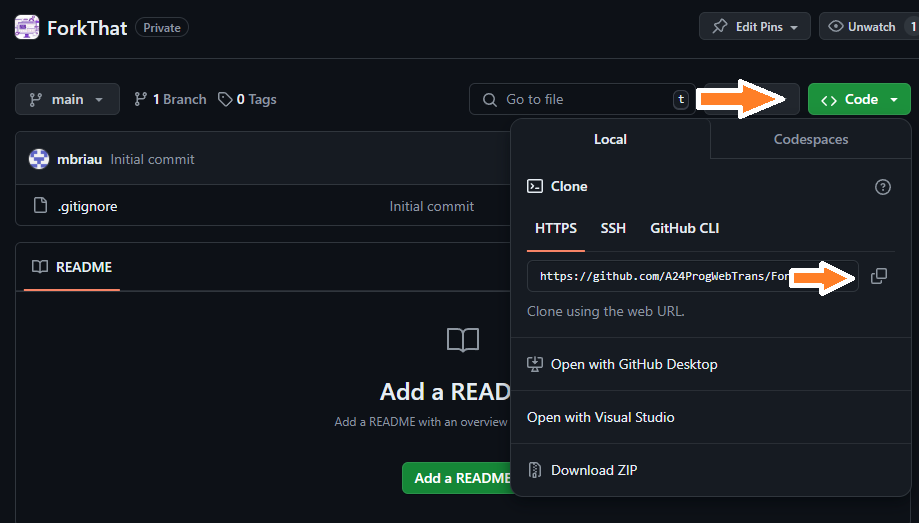 ForkThat Private Edit Pins Unwatch 1
main 1 Branch 0 Tags Go to file t Code
Local Codespaces
mbriau Initial commit
Clone
.gitignore Initial commit
HTTPS SSH GitHub CLI
README
https://github.com/A24ProgWebTrans/For
Clone using the web URL.
Open with GitHub Desktop
Add a READ
Add a README with an overview
Open with Visual Studio
Download ZIP
Add a README